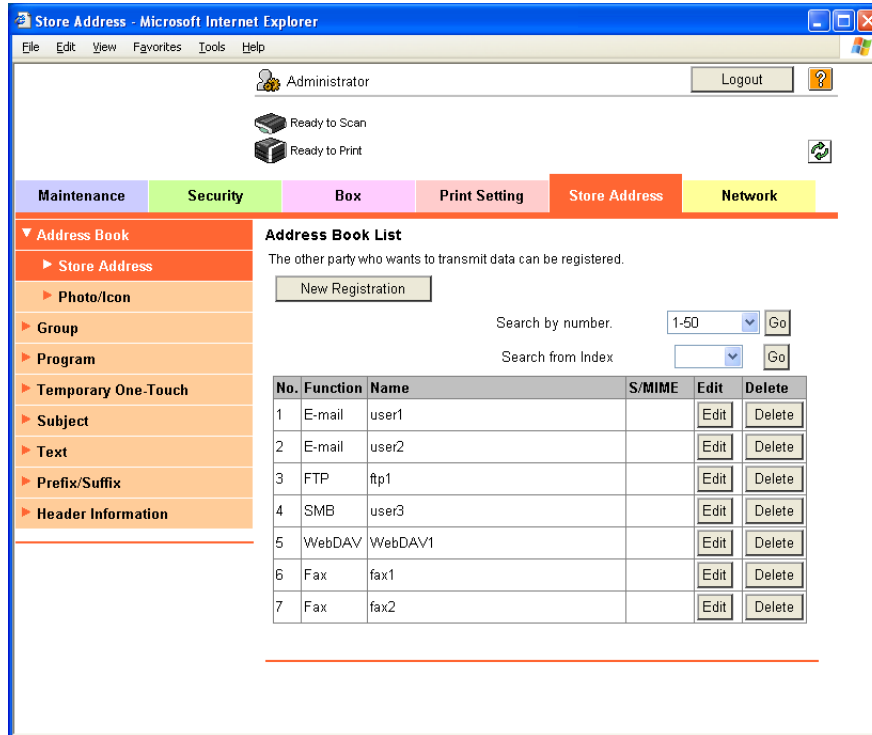 Store Address - Microsoft Internet Explorer
File Edit View Favorites Tools Help
Administrator Logout ?
Ready to Scan
Ready to Print
Maintenance Security Box Print Setting Store Address Network
Address Book
Store Address
Photo/Icon
Group
Program
Temporary One-Touch
Subject
Text
Prefix/Suffix
Header Information
Address Book List
The other party who wants to transmit data can be registered.
New Registration
Search by number. 1-50 Go
Search from Index Go
No. Function Name S/MIME Edit Delete
1 E-mail user1 Edit Delete
2 E-mail user2 Edit Delete
3 FTP ftp1 Edit Delete
4 SMB user3 Edit Delete
5 WebDAV WebDAV1 Edit Delete
6 Fax fax1 Edit Delete
7 Fax fax2 Edit Delete